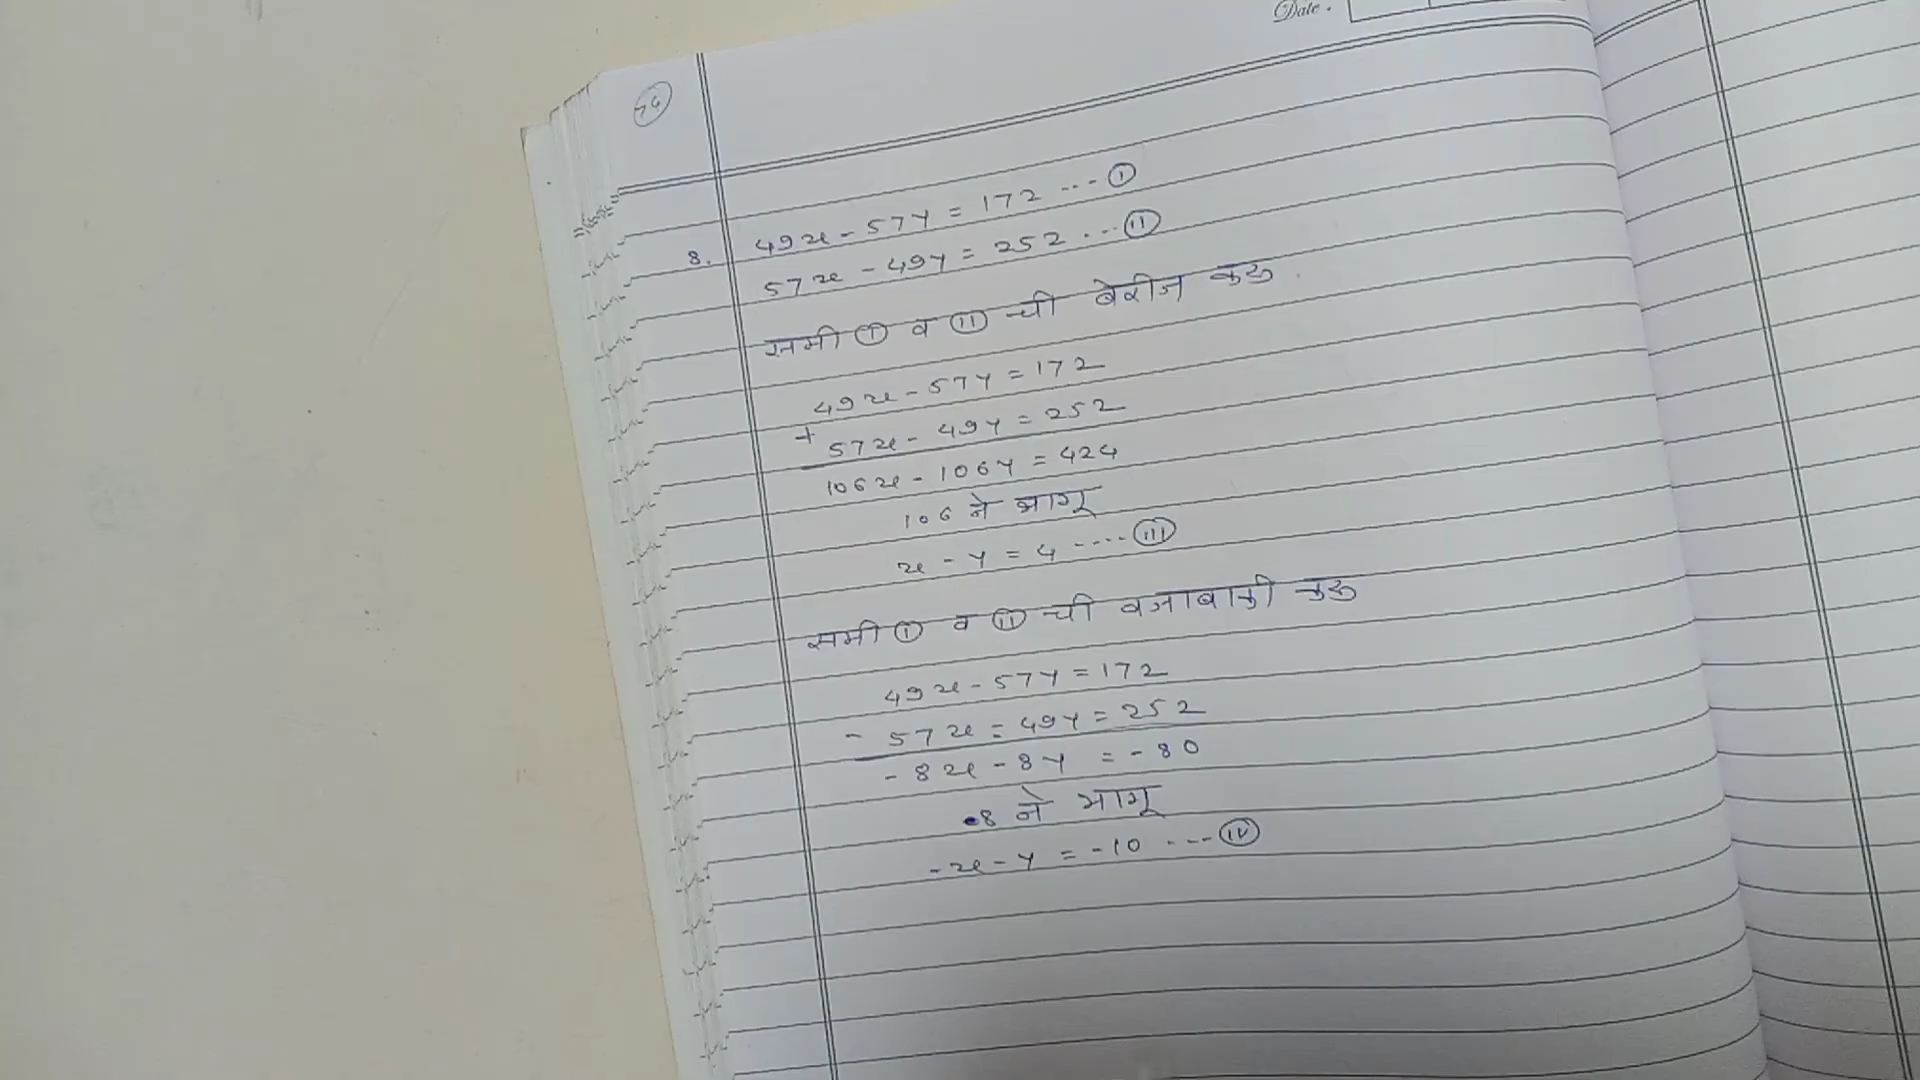 Date.
76
8. 49x - 57y = 172 --- (I)
57x - 49y = 252 ... (II)
समी (I) व (II) ची बेरीज करु.
49x - 57y = 172
+ 57x - 49y = 252
106x - 106y = 424
106 ने भागू
x - y = 4 ---- (III)
समी (I) व (II) ची वजाबाकी करु
49x - 57y = 172
- 57x = 49y = 252
- 8x - 8y = - 80
8 ने भागू
- x - y = - 10 --- (IV)